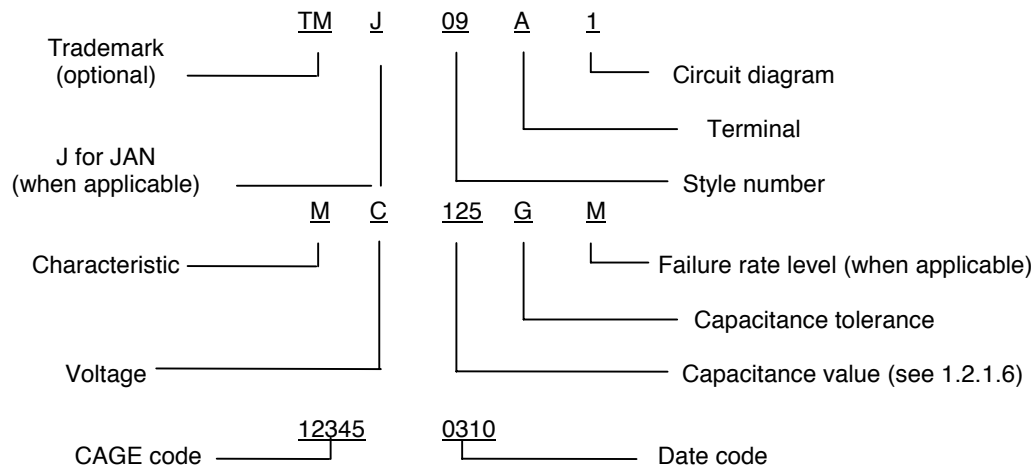 TM J 09 A 1
Trademark
(optional)
Circuit diagram
Terminal
J for JAN
(when applicable)
Style number
M C 125 G M
Characteristic
Failure rate level (when applicable)
Capacitance tolerance
Voltage
Capacitance value (see 1.2.1.6)
12345 0310
CAGE code
Date code